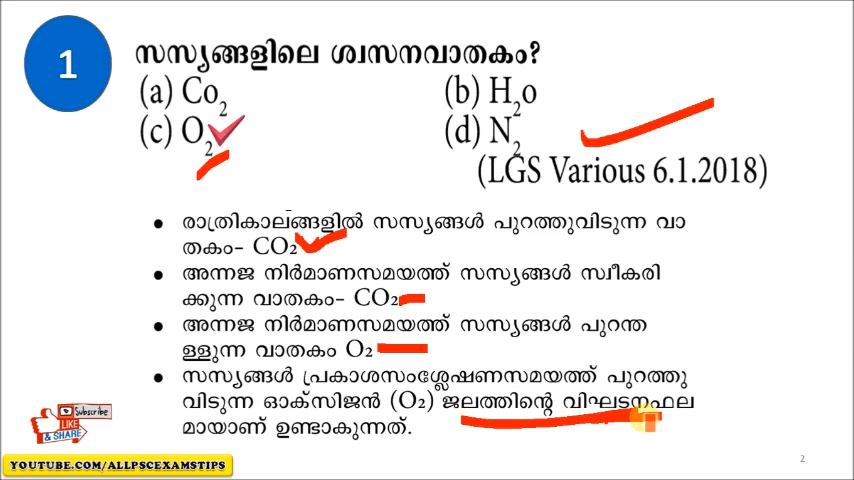 1
സസ്യങ്ങളിലെ ശ്വസനവാതകം?
(a) Co2 (b) H2o
(c) O2 (d) N2
(LGS Various 6.1.2018)
• രാത്രികാലങ്ങളിൽ സസ്യങ്ങൾ പുറത്തുവിടുന്ന വാ
തകം- CO2
• അന്നജ നിർമാണസമയത്ത് സസ്യങ്ങൾ സ്വീകരി
ക്കുന്ന വാതകം- CO2
• അന്നജ നിർമാണസമയത്ത് സസ്യങ്ങൾ പുറന്ത
ള്ളുന്ന വാതകം O2
• സസ്യങ്ങൾ പ്രകാശസംശ്ലേഷണസമയത്ത് പുറത്തു
വിടുന്ന ഓക്സിജൻ (O2) ജലത്തിന്റെ വിഘടനഫല
മായാണ് ഉണ്ടാകുന്നത്.
Subscribe
LIKE
& SHARE
YOUTUBE.COM/ALLPSCEXAMSTIPS
2